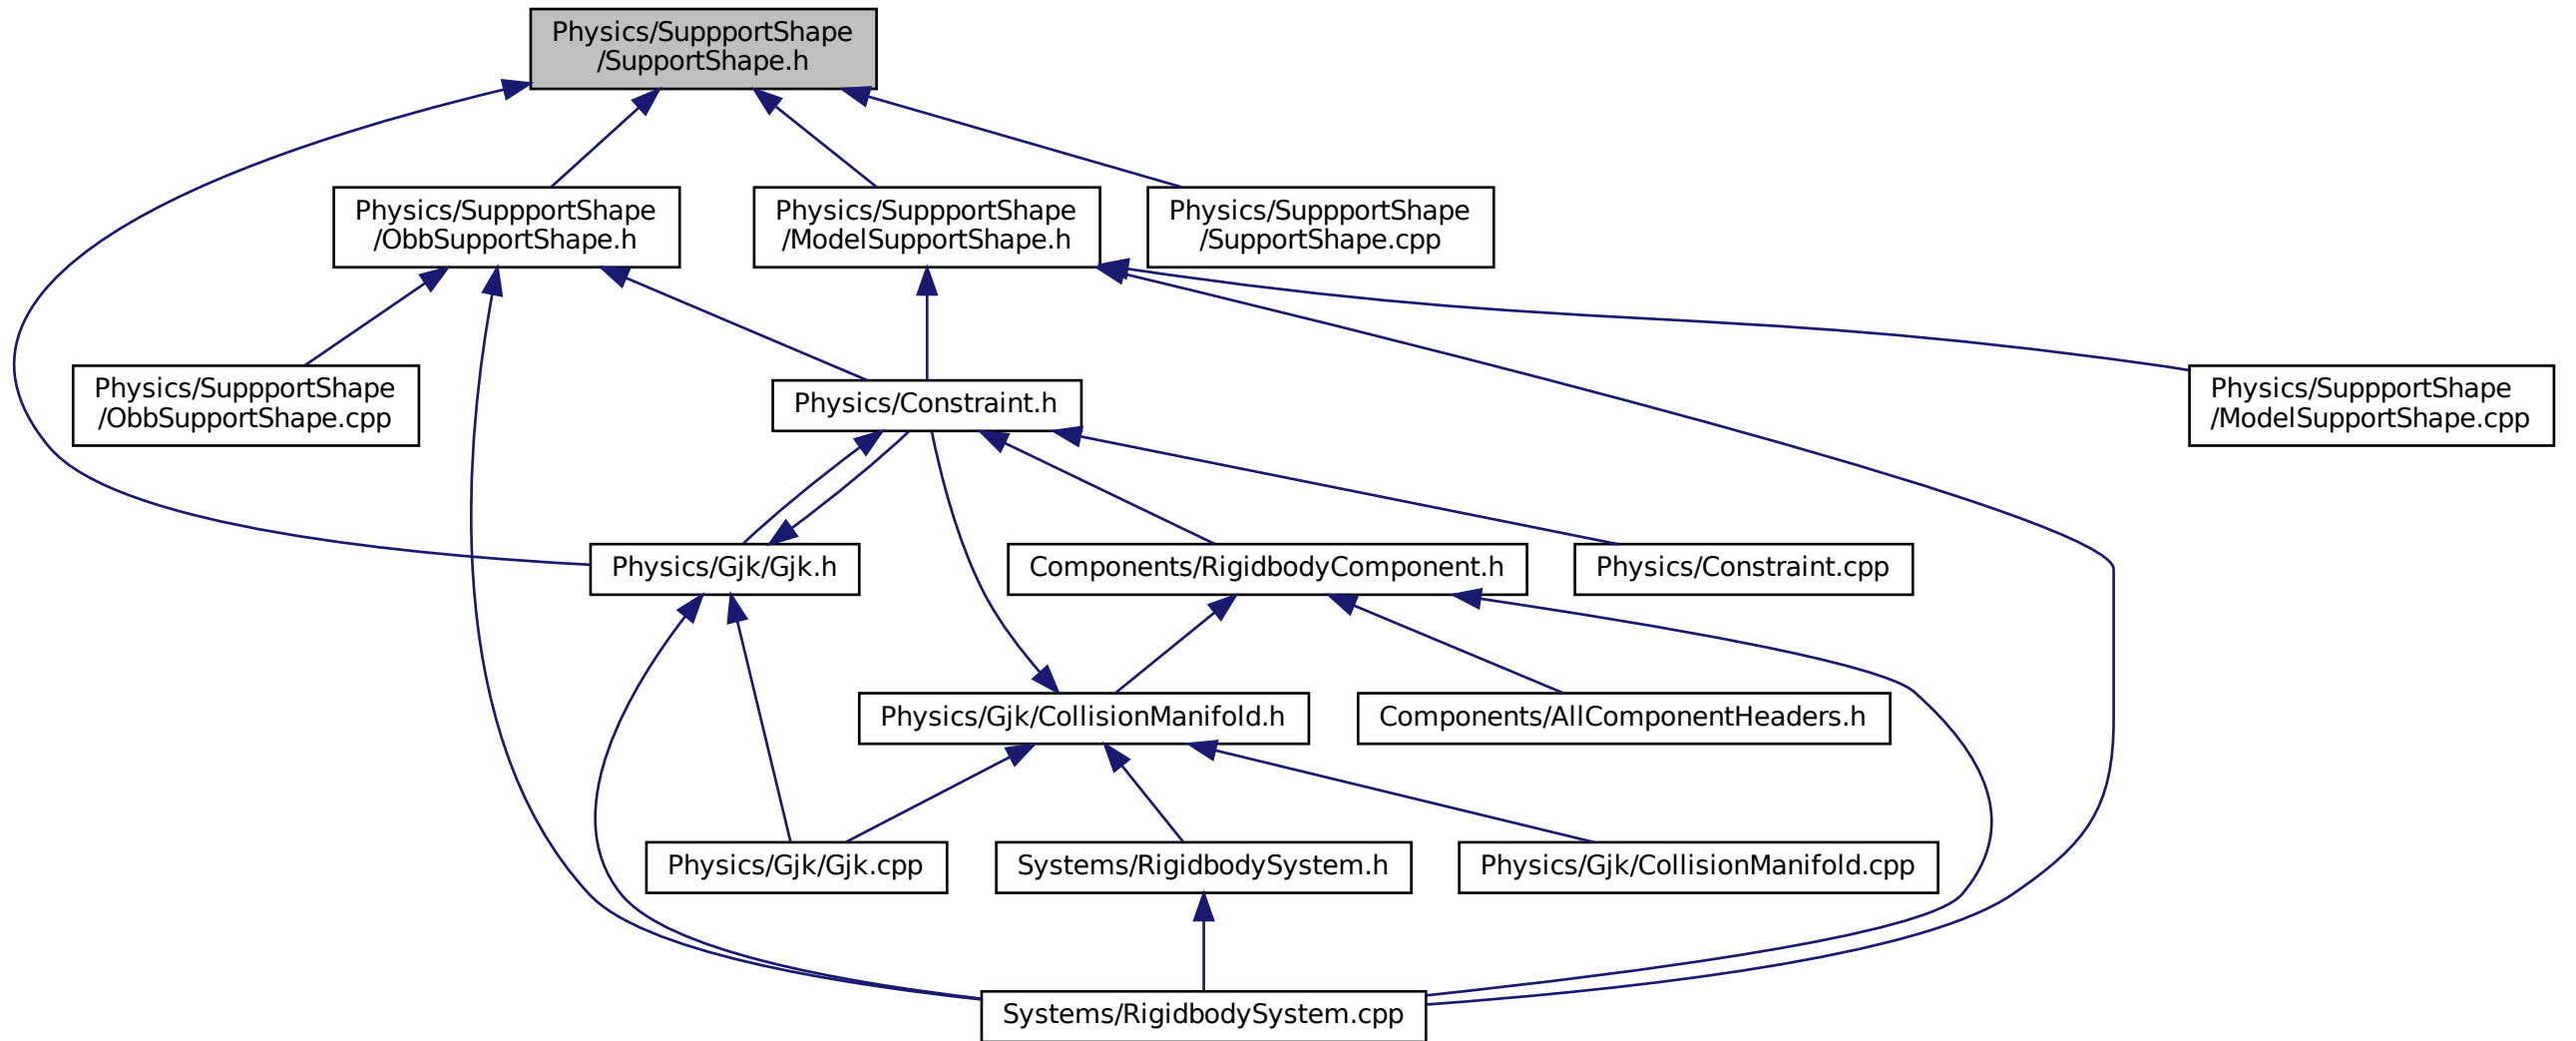 Physics/SuppportShape
/SupportShape.h
Physics/SuppportShape
/ObbSupportShape.h
Physics/SuppportShape
/ModelSupportShape.h
Physics/SuppportShape
/SupportShape.cpp
Physics/SuppportShape
/ObbSupportShape.cpp
Physics/Constraint.h
Physics/SuppportShape
/ModelSupportShape.cpp
Physics/Gjk/Gjk.h
Components/RigidbodyComponent.h
Physics/Constraint.cpp
Physics/Gjk/CollisionManifold.h
Components/AllComponentHeaders.h
Physics/Gjk/Gjk.cpp
Systems/RigidbodySystem.h
Physics/Gjk/CollisionManifold.cpp
Systems/RigidbodySystem.cpp